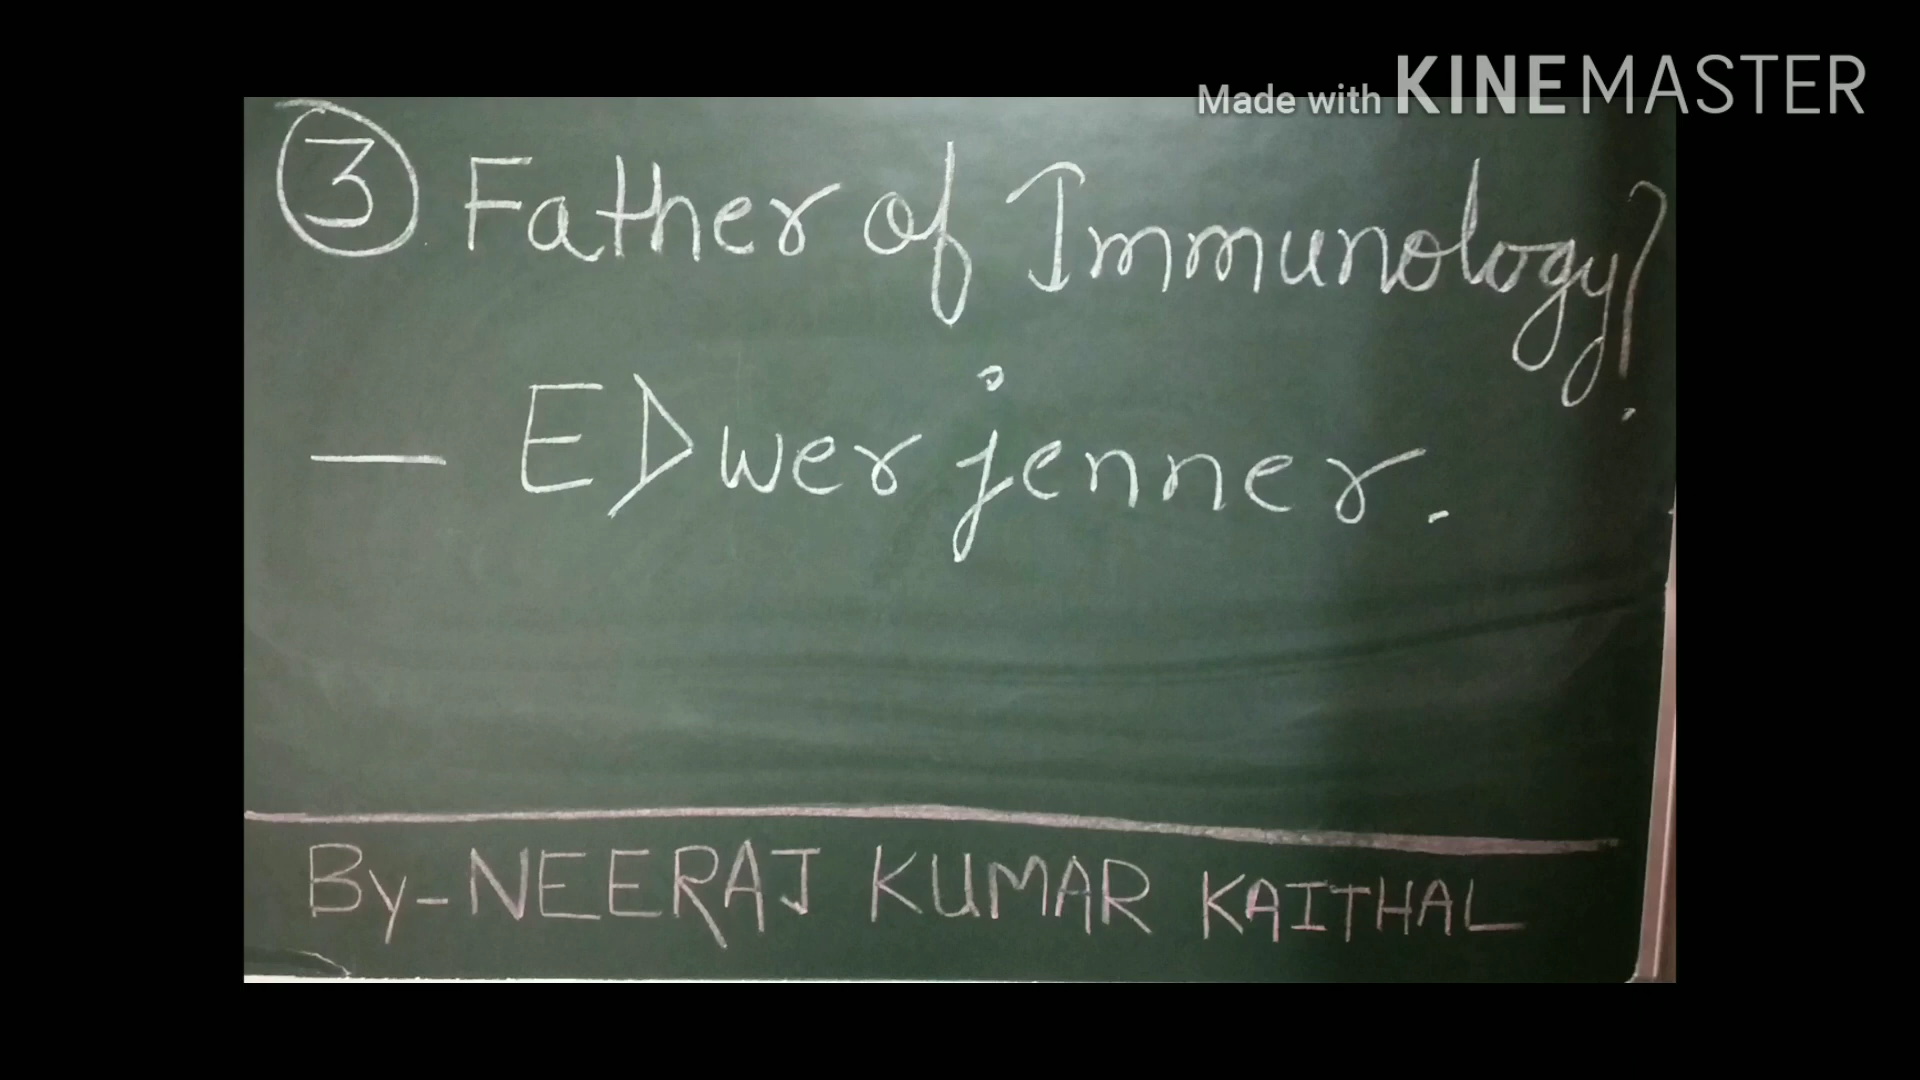 Made with KINEMASTER
3 Father of Immunology?
— EDwer jenner.
By-NEERAJ KUMAR KAITHAL